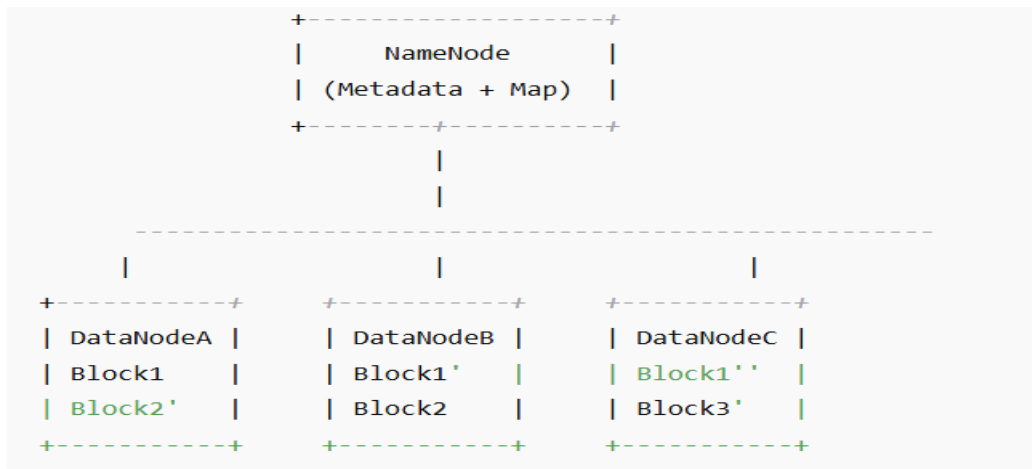 +-------------------+
|     NameNode      |
| (Metadata + Map)  |
+--------+----------+
|
|
---------------------------------------------------
| | |
+-----------+ +-----------+ +-----------+
| DataNodeA | | DataNodeB | | DataNodeC |
| Block1 | | Block1' | | Block1'' |
| Block2' | | Block2 | | Block3' |
+-----------+ +-----------+ +-----------+